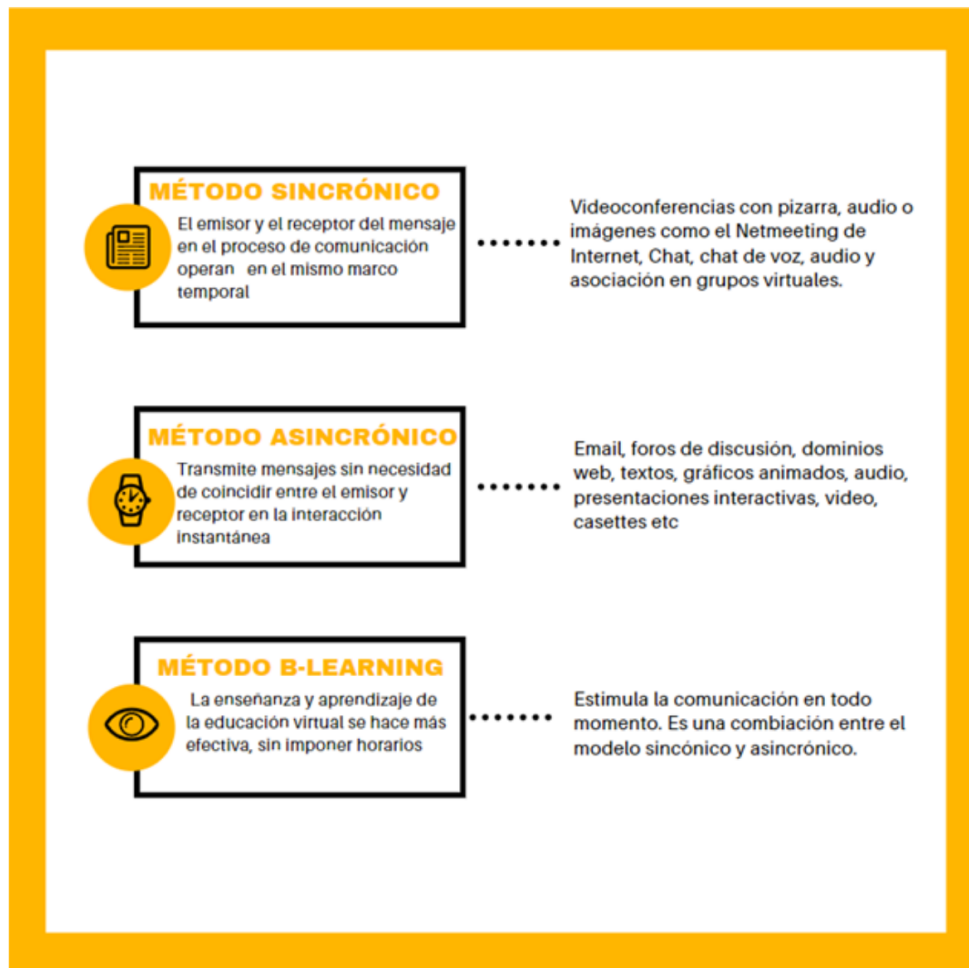 MÉTODO SINCRÓNICO
El emisor y el receptor del mensaje
en el proceso de comunicación
operan en el mismo marco
temporal
Videoconferencias con pizarra, audio o
imágenes como el Netmeeting de
Internet, Chat, chat de voz, audio y
asociación en grupos virtuales.
MÉTODO ASINCRÓNICO
Transmite mensajes sin necesidad
de coincidir entre el emisor y
receptor en la interacción
instantánea
Email, foros de discusión, dominios
web, textos, gráficos animados, audio,
presentaciones interactivas, video,
casettes etc
MÉTODO B-LEARNING
La enseñanza y aprendizaje de
la educación virtual se hace más
efectiva, sin imponer horarios
Estimula la comunicación en todo
momento. Es una combiación entre el
modelo sincónico y asincrónico.